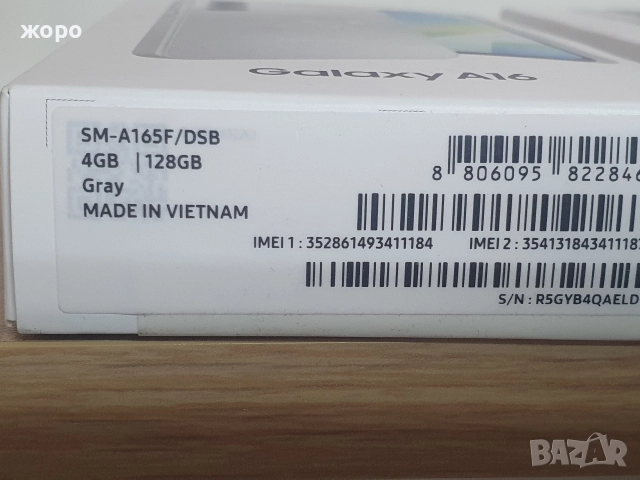 жоро
Galaxy A16
SM-A165F/DSB
4GB | 128GB
Gray
MADE IN VIETNAM
8 806095 822846
IMEI 1 : 352861493411184 IMEI 2 : 35413184341118
S/N : R5GYB4QAELD
BAZAR